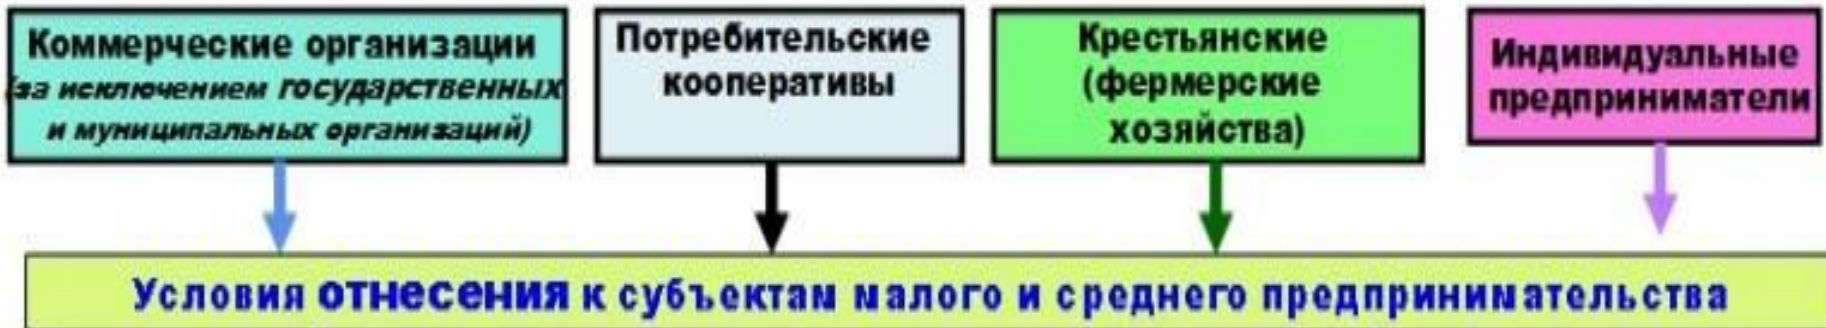 Коммерческие организации
(за исключением государственных
и муниципальных организаций)
Потребительские
кооперативы
Крестьянские
(фермерские
хозяйства)
Индивидуальные
предприниматели
Условия отнесения к субъектам малого и среднего предпринимательства